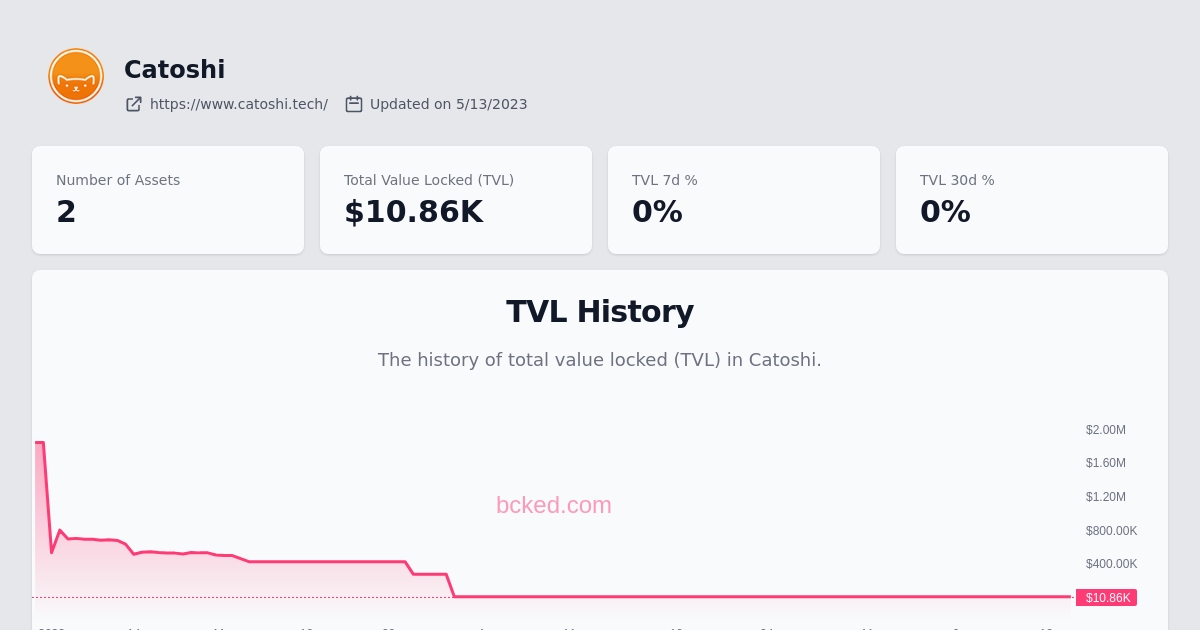 Catoshi
https://www.catoshi.tech/ Updated on 5/13/2023
Number of Assets
2
Total Value Locked (TVL)
$10.86K
TVL 7d %
0%
TVL 30d %
0%
TVL History
The history of total value locked (TVL) in Catoshi.
$2.00M
$1.60M
$1.20M
bcked.com
$800.00K
$400.00K
$10.86K